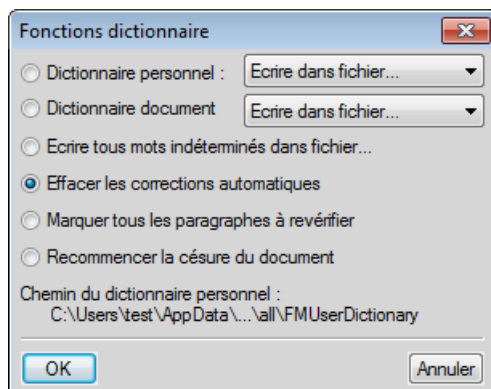 Fonctions dictionnaire
Dictionnaire personnel : Ecrire dans fichier...
Dictionnaire document Ecrire dans fichier...
Ecrire tous mots indéterminés dans fichier...
Effacer les corrections automatiques
Marquer tous les paragraphes à revérifier
Recommencer la césure du document
Chemin du dictionnaire personnel :
C:\Users\test\AppData\...\all\FMUserDictionary
OK Annuler